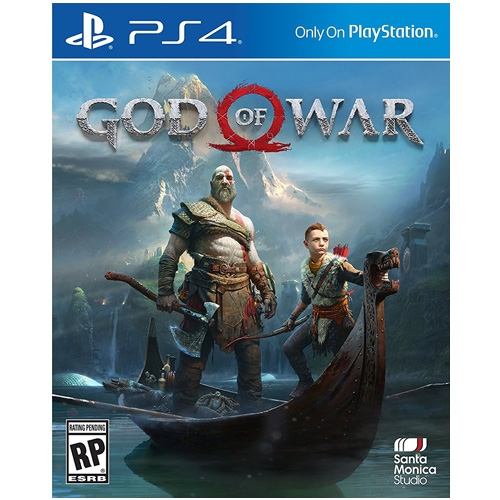 PS4
Only On PlayStation®
GOD OF WAR
RATING PENDING
RP
ESRB
Santa
Monica
Studio